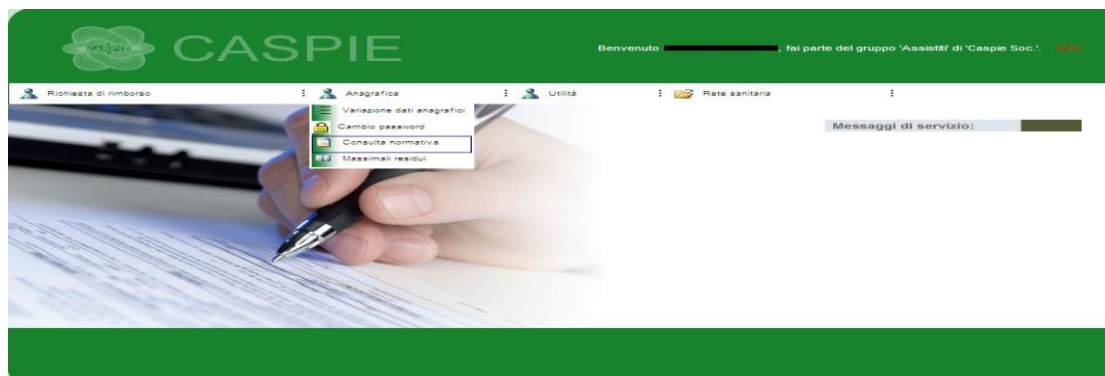 CASPIE
CASPIE
Benvenuto , fai parte del gruppo 'Assistiti' di 'Caspie Soc.'.
Richiesta di rimborso
Anagrafica
Utilità
Rete sanitaria
Variazione dati anagrafici
Cambio password
Consulta normativa
Massimali residui
Messaggi di servizio: